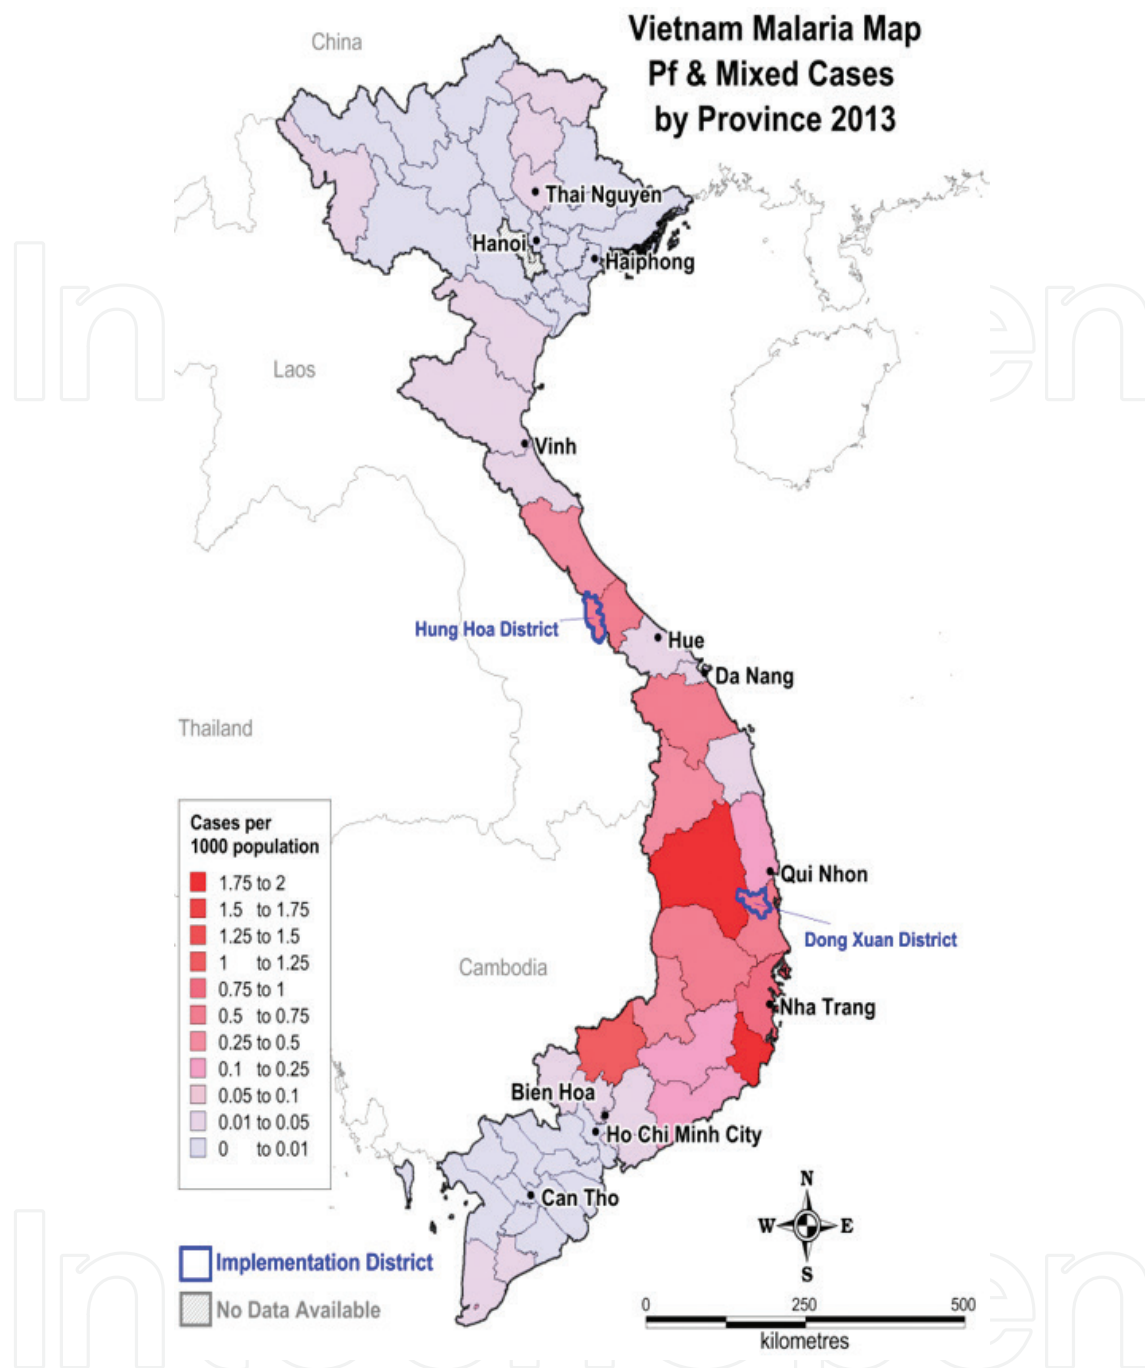 Vietnam Malaria Map
Pf & Mixed Cases
by Province 2013
China
Thai Nguyen
Hanoi
Haiphong
Laos
Vinh
Hung Hoa District
Hue
Da Nang
Thailand
Cases per
1000 population
1.75 to 2
1.5 to 1.75
1.25 to 1.5
1 to 1.25
0.75 to 1
0.5 to 0.75
0.25 to 0.5
0.1 to 0.25
0.05 to 0.1
0.01 to 0.05
0 to 0.01
Qui Nhon
Dong Xuan District
Cambodia
Nha Trang
Bien Hoa
Ho Chi Minh City
Can Tho
N
W E
S
Implementation District
No Data Available
0 250 500
kilometres